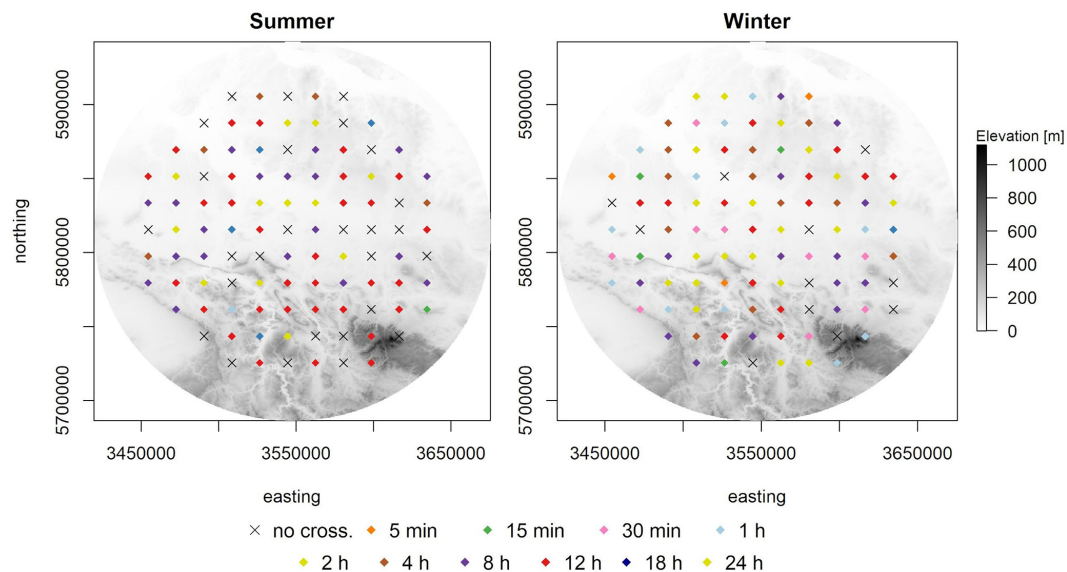 Summer Winter
northing
5900000
5800000
5700000
3450000 3550000 3650000
easting
5900000
5800000
5700000
3450000 3550000 3650000
easting
Elevation [m]
1000
800
600
400
200
0
no cross. 5 min 15 min 30 min 1 h
2 h 4 h 8 h 12 h 18 h 24 h